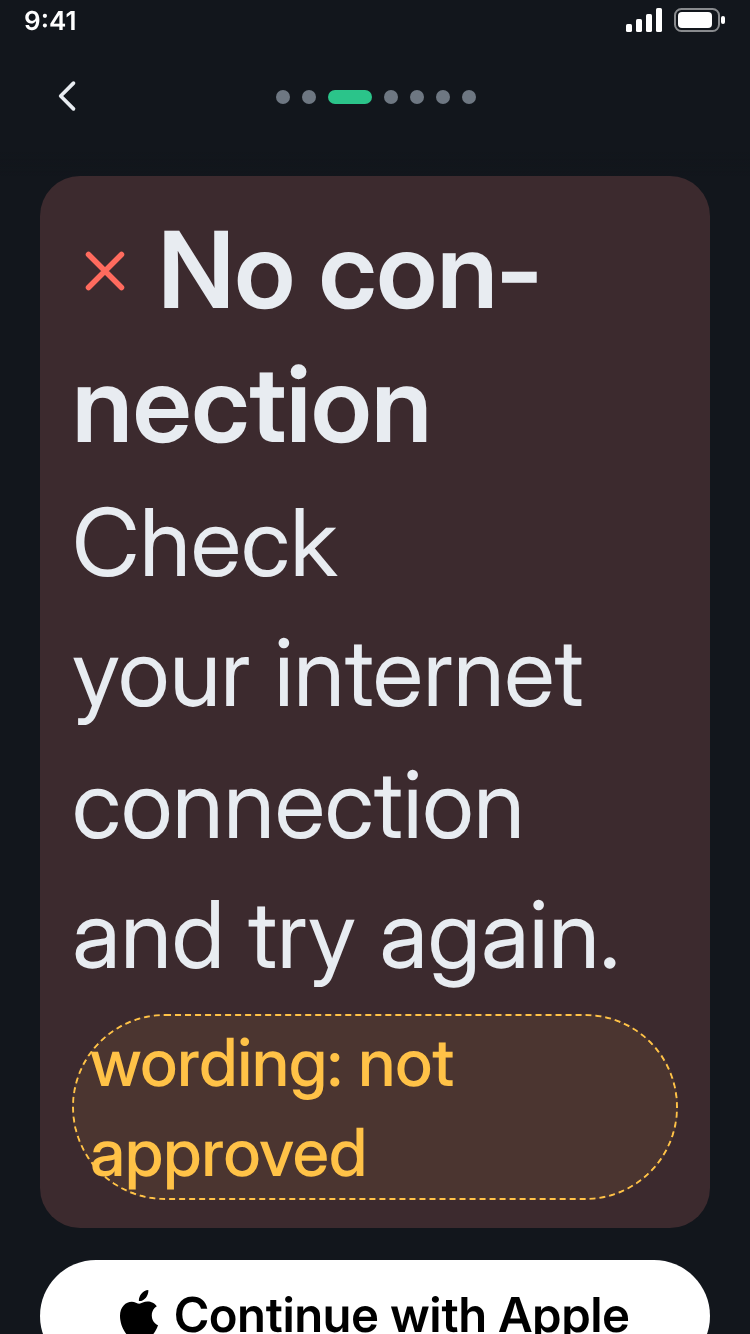 9:41
No con-
nection
Check
your internet
connection
and try again.
wording: not
approved
Continue with Apple